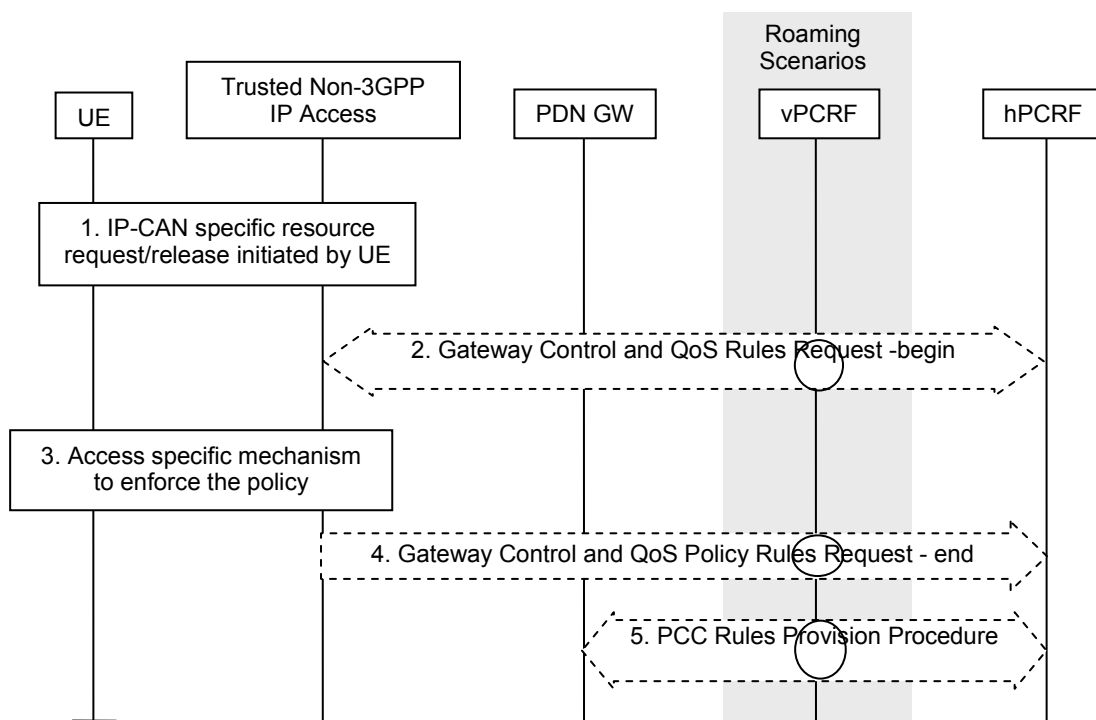 Roaming
Scenarios
UE
Trusted Non-3GPP
IP Access
PDN GW
vPCRF
hPCRF
1. IP-CAN specific resource
request/release initiated by UE
2. Gateway Control and QoS Rules Request -begin
3. Access specific mechanism
to enforce the policy
4. Gateway Control and QoS Policy Rules Request - end
5. PCC Rules Provision Procedure